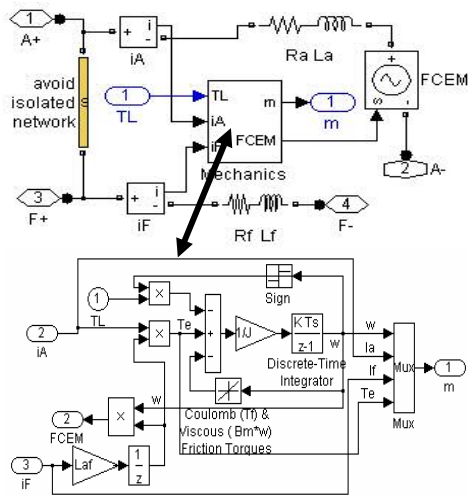 1
A+
+
i
-
iA
Ra La
+
s
-
FCEM
avoid
isolated
network
1
TL
TL
iA
iF
m
FCEM
Mechanics
1
m
2
A-
3
F+
+
i
-
iF
Rf Lf
4
F-
Sign
1
TL
×
2
iA
×
Te
-
+
-
1/J
K Ts
z-1
w
Discrete-Time
Integrator
w
Ia
If
Te
Mux
Mux
1
m
Coulomb (Tf) &
Viscous (Bm*w)
Friction Torques
w
2
FCEM
×
3
iF
Laf
1
z